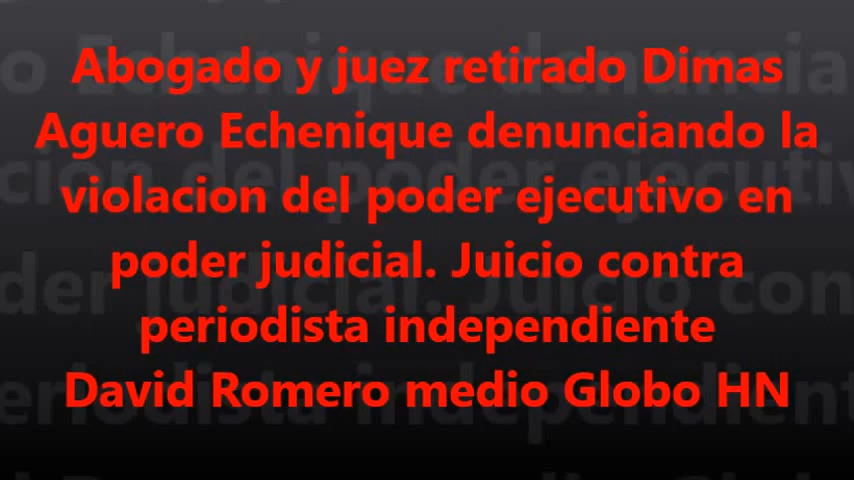 Abogado y juez retirado Dimas
Aguero Echenique denunciando la
violacion del poder ejecutivo en
poder judicial. Juicio contra
periodista independiente
David Romero medio Globo HN